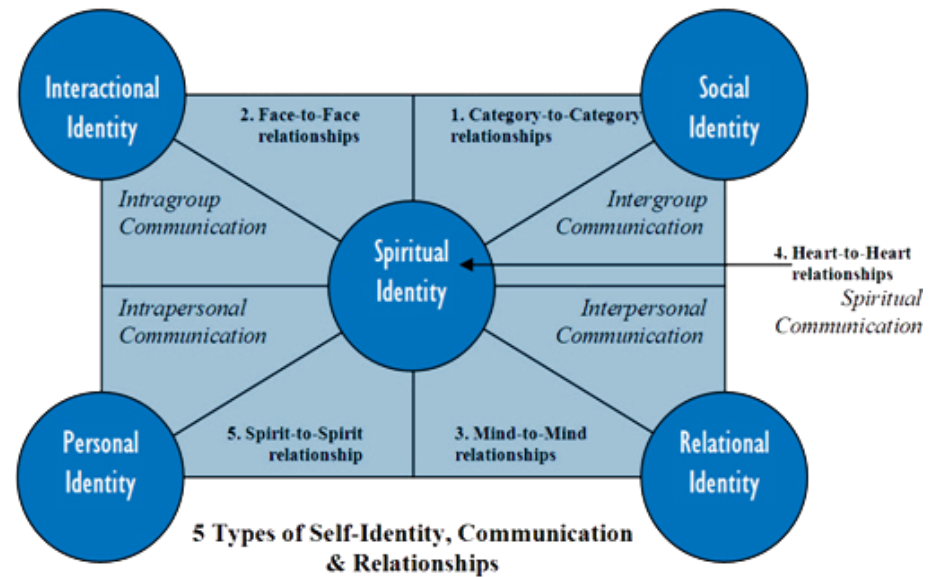 Interactional
Identity
Social
Identity
2. Face-to-Face
relationships
1. Category-to-Category
relationships
Intragroup
Communication
Intergroup
Communication
Spiritual
Identity
4. Heart-to-Heart
relationships
Spiritual
Communication
Intrapersonal
Communication
Interpersonal
Communication
Personal
Identity
5. Spirit-to-Spirit
relationship
3. Mind-to-Mind
relationships
Relational
Identity
5 Types of Self-Identity, Communication
& Relationships